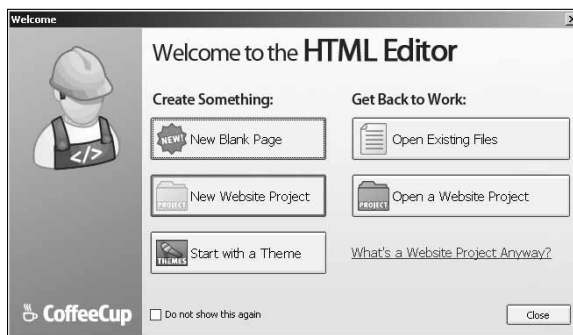 Welcome
Welcome to the HTML Editor
Create Something:
Get Back to Work:
NEW!
New Blank Page
Open Existing Files
PROJECT
New Website Project
PROJECT
Open a Website Project
THEMES
Start with a Theme
What's a Website Project Anyway?
</>
CoffeeCup
Do not show this again
Close